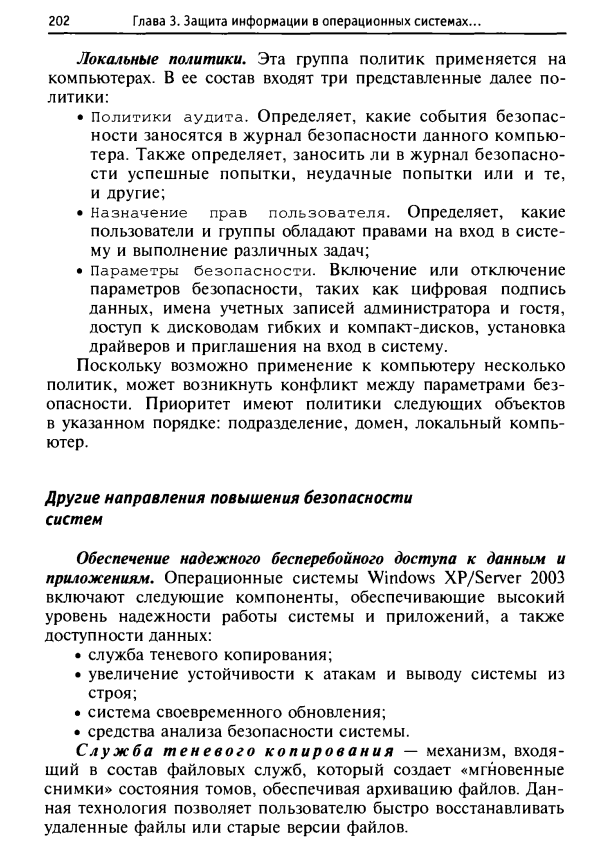 202 Глава 3. Защита информации в операционных системах...
Локальные политики. Эта группа политик применяется на
компьютерах. В ее состав входят три представленные далее по-
литики:
• Политики аудита. Определяет, какие события безопас-
ности заносятся в журнал безопасности данного компью-
тера. Также определяет, заносить ли в журнал безопасно-
сти успешные попытки, неудачные попытки или и те,
и другие;
• Назначение прав пользователя. Определяет, какие
пользователи и группы обладают правами на вход в систе-
му и выполнение различных задач;
• Параметры безопасности. Включение или отключение
параметров безопасности, таких как цифровая подпись
данных, имена учетных записей администратора и гостя,
доступ к дисководам гибких и компакт-дисков, установка
драйверов и приглашения на вход в систему.
Поскольку возможно применение к компьютеру несколько
политик, может возникнуть конфликт между параметрами без-
опасности. Приоритет имеют политики следующих объектов
в указанном порядке: подразделение, домен, локальный компь-
ютер.
Другие направления повышения безопасности
систем
Обеспечение надежного бесперебойного доступа к данным и
приложениям. Операционные системы Windows XP/Server 2003
включают следующие компоненты, обеспечивающие высокий
уровень надежности работы системы и приложений, а также
доступности данных:
• служба теневого копирования;
• увеличение устойчивости к атакам и выводу системы из
строя;
• система своевременного обновления;
• средства анализа безопасности системы.
Служба теневого копирования — механизм, входя-
щий в состав файловых служб, который создает «мгновенные
снимки» состояния томов, обеспечивая архивацию файлов. Дан-
ная технология позволяет пользователю быстро восстанавливать
удаленные файлы или старые версии файлов.